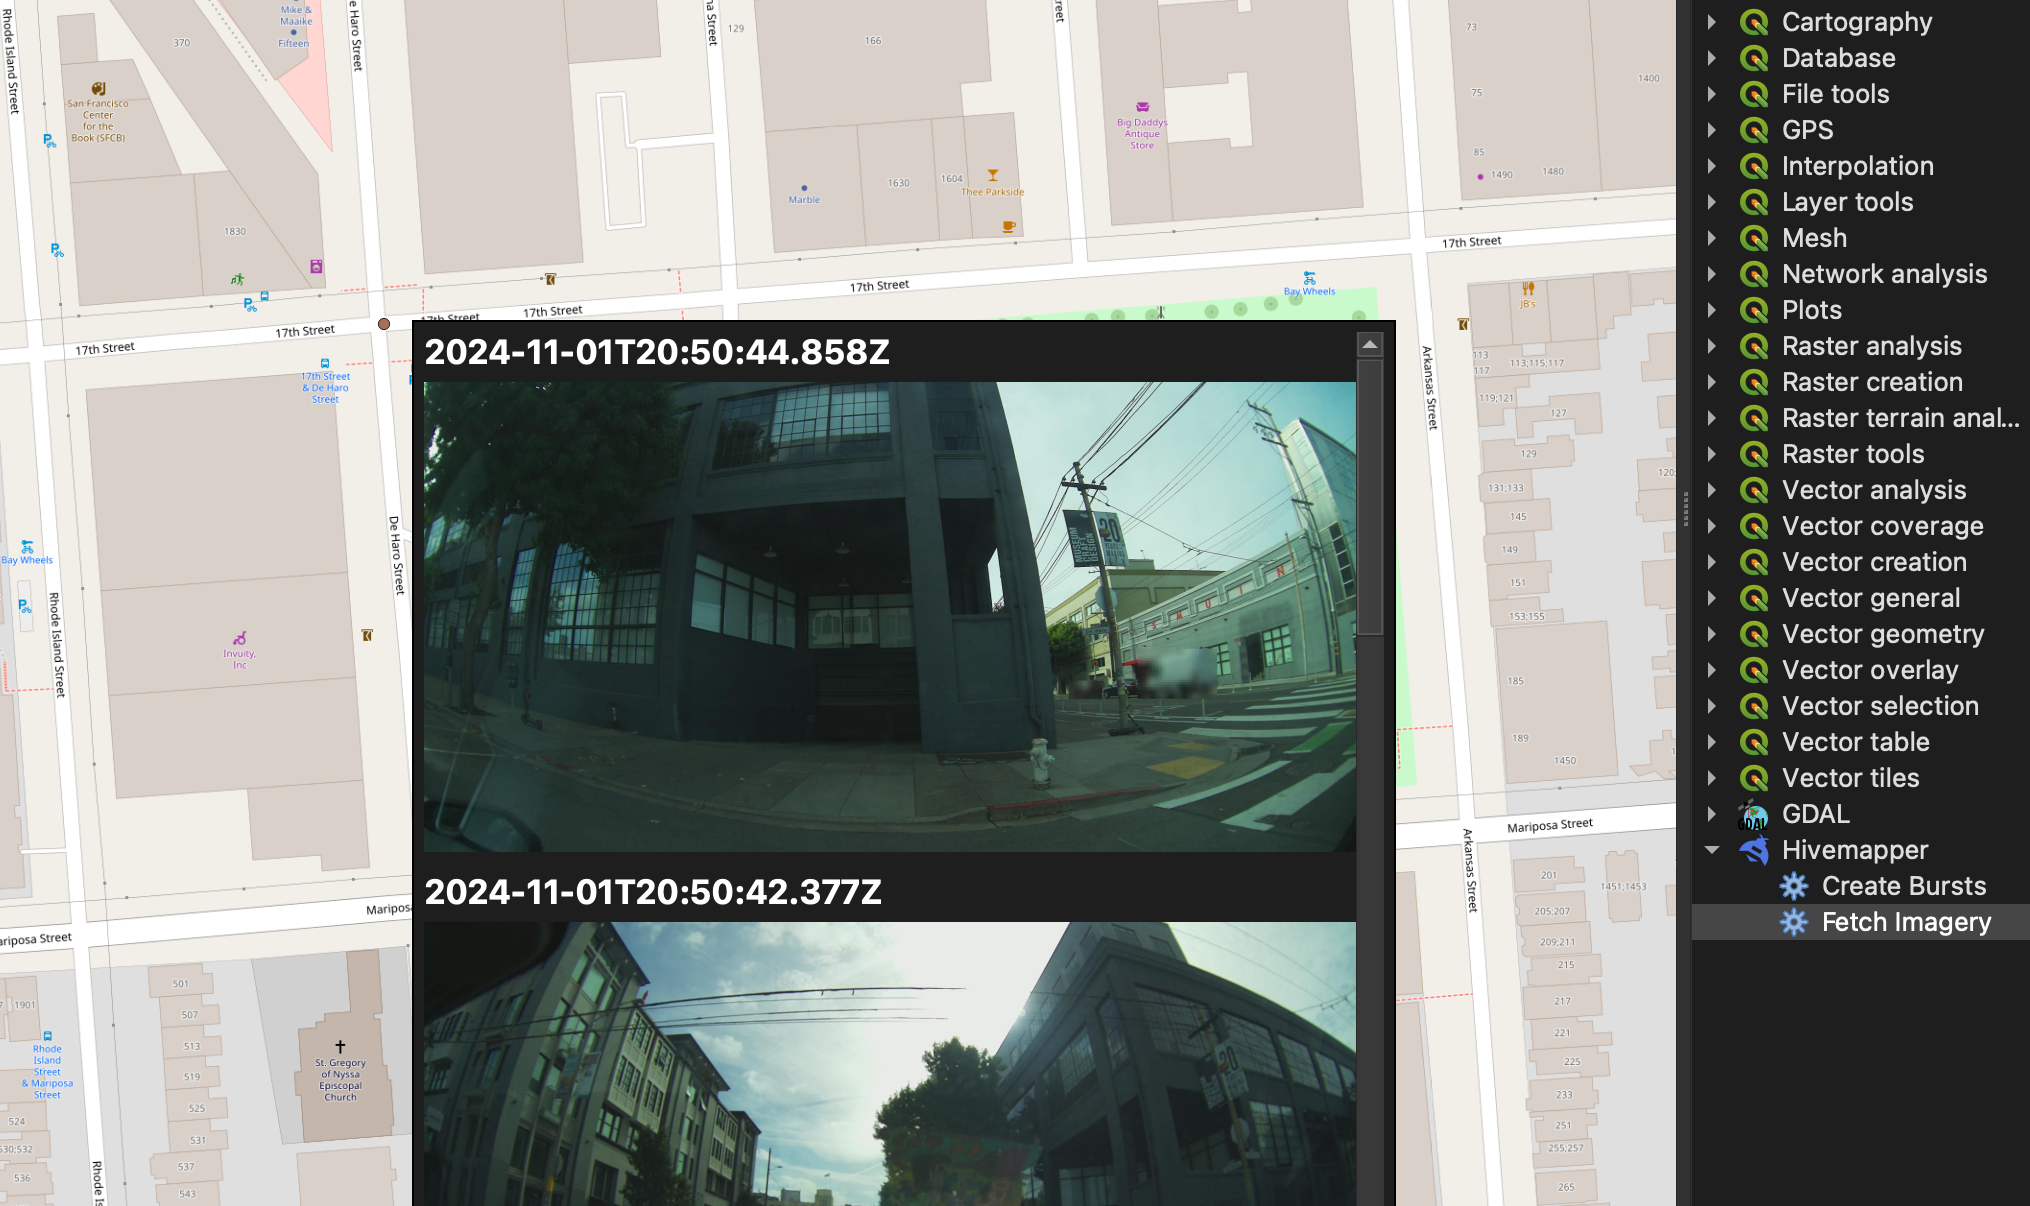 Rhode Island Street
370
Mike &
Maaike
Fifteen
De Haro Street
San Francisco
Center
for the
Book (SFCB)
1830
129
166
Marble
1630
1604
Thee Parkside
Big Daddys
Antique
Store
73
75
85
1490
1480
1400
17th Street
17th Street
17th Street
17th Street
17th Street
17th Street
17th Street
& De Haro
Street
Bay Wheels
JB's
113
117
113;115;117
119;121
127
129
131;133
145
149
151
153;155
185
189
1450
Arkansas Street
De Haro Street
Bay Wheels
Rhode Island Street
Invuity,
Inc
2024-11-01T20:50:44.858Z
MUSEUM
CRAFT
DESIGN
20
2024-11-01T20:50:42.377Z
20
Mariposa Street
Mariposa Street
Arkansas Street
201
1451;1453
205;207
209;211
215
217
221
225
233
251
255;257
265
1901
Rhode
Island
Street
& Mariposa
Street
524
530;532
536
501
507
513
519
525
531
537
543
St. Gregory
of Nyssa
Episcopal
Church
Cartography
Database
File tools
GPS
Interpolation
Layer tools
Mesh
Network analysis
Plots
Raster analysis
Raster creation
Raster terrain anal...
Raster tools
Vector analysis
Vector coverage
Vector creation
Vector general
Vector geometry
Vector overlay
Vector selection
Vector table
Vector tiles
GDAL
Hivemapper
Create Bursts
Fetch Imagery